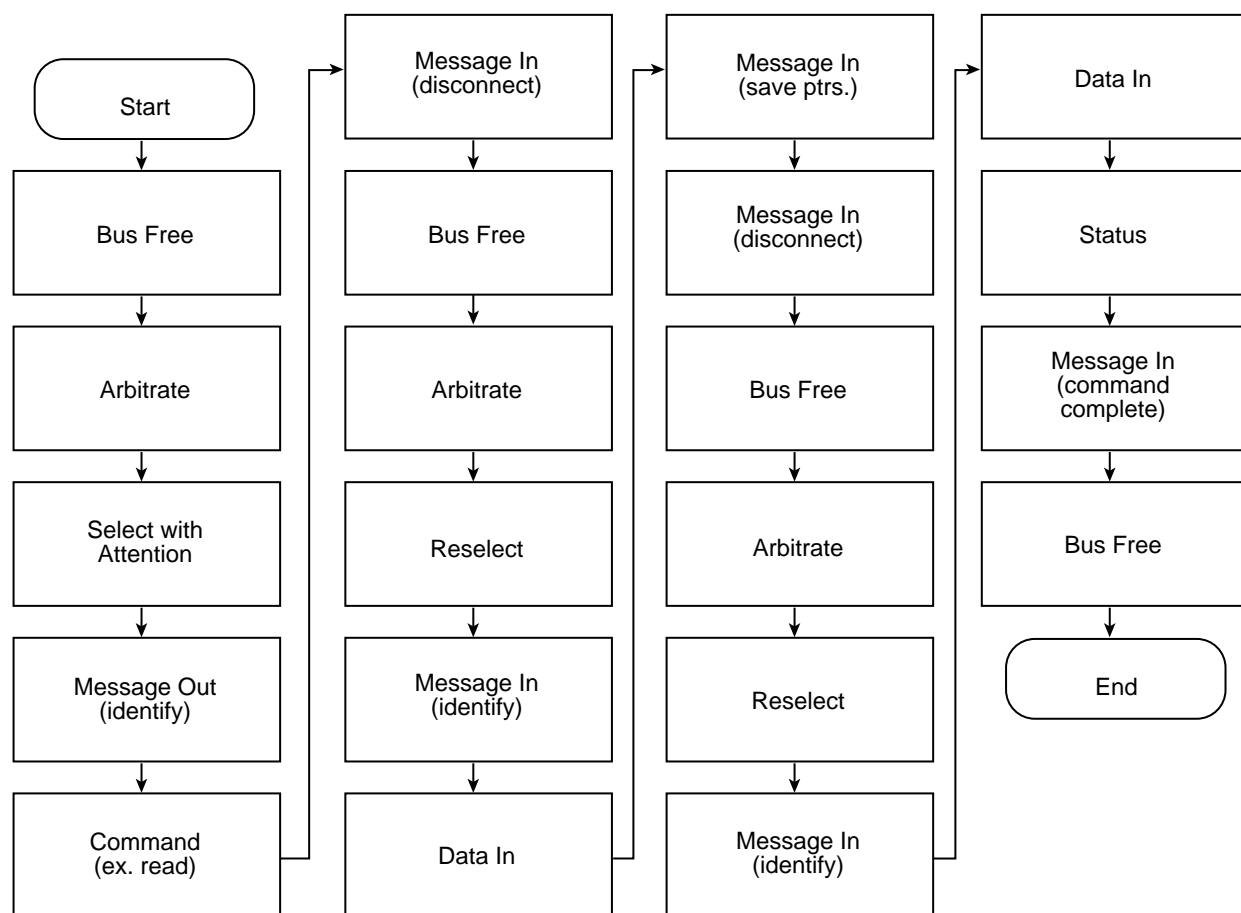 Start
Bus Free
Arbitrate
Select with
Attention
Message Out
(identify)
Command
(ex. read)
Message In
(disconnect)
Bus Free
Arbitrate
Reselect
Message In
(identify)
Data In
Message In
(save ptrs.)
Message In
(disconnect)
Bus Free
Arbitrate
Reselect
Message In
(identify)
Data In
Status
Message In
(command
complete)
Bus Free
End